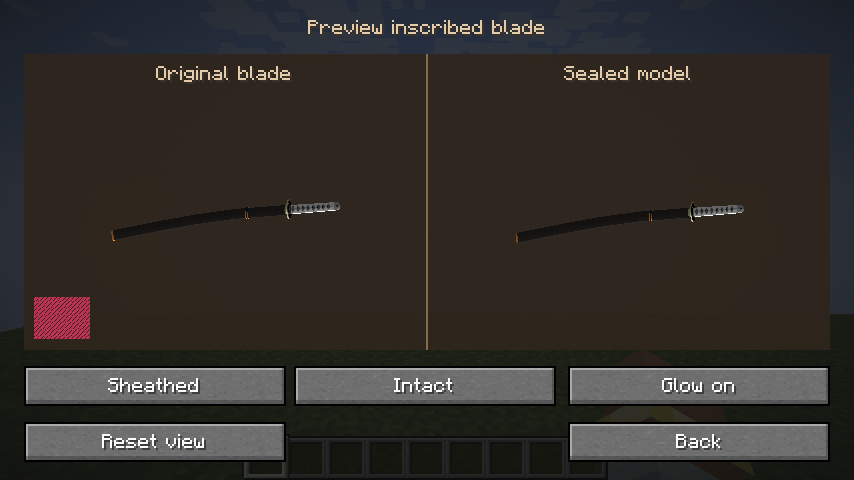 Preview inscribed blade
Original blade
Sealed model
Sheathed
Intact
Glow on
Reset view
Back